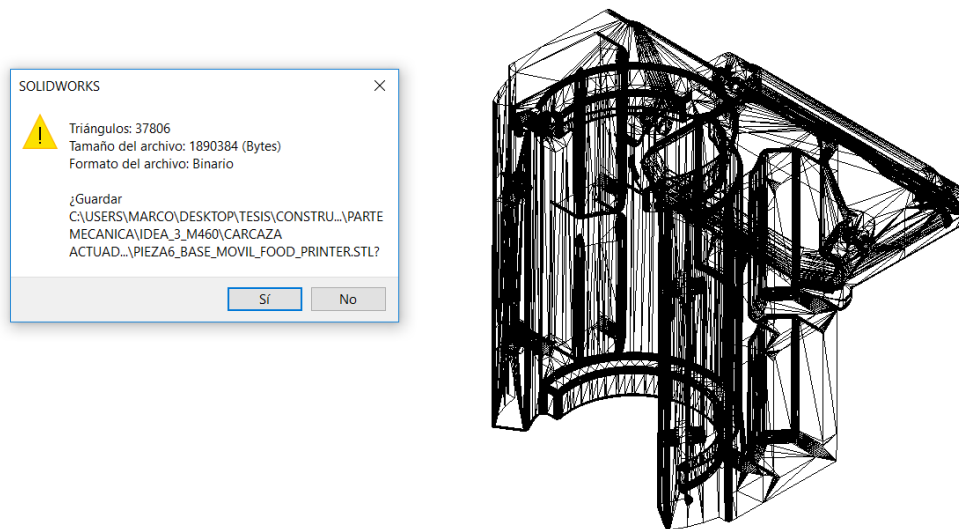 SOLIDWORKS
Triángulos: 37806
Tamaño del archivo: 1890384 (Bytes)
Formato del archivo: Binario
¿Guardar
C:\USERS\MARCO\DESKTOP\TESIS\CONSTRU...\PARTE
MECANICA\IDEA_3_M460\CARCAZA
ACTUAD...\PIEZA6_BASE_MOVIL_FOOD_PRINTER.STL?
Sí
No